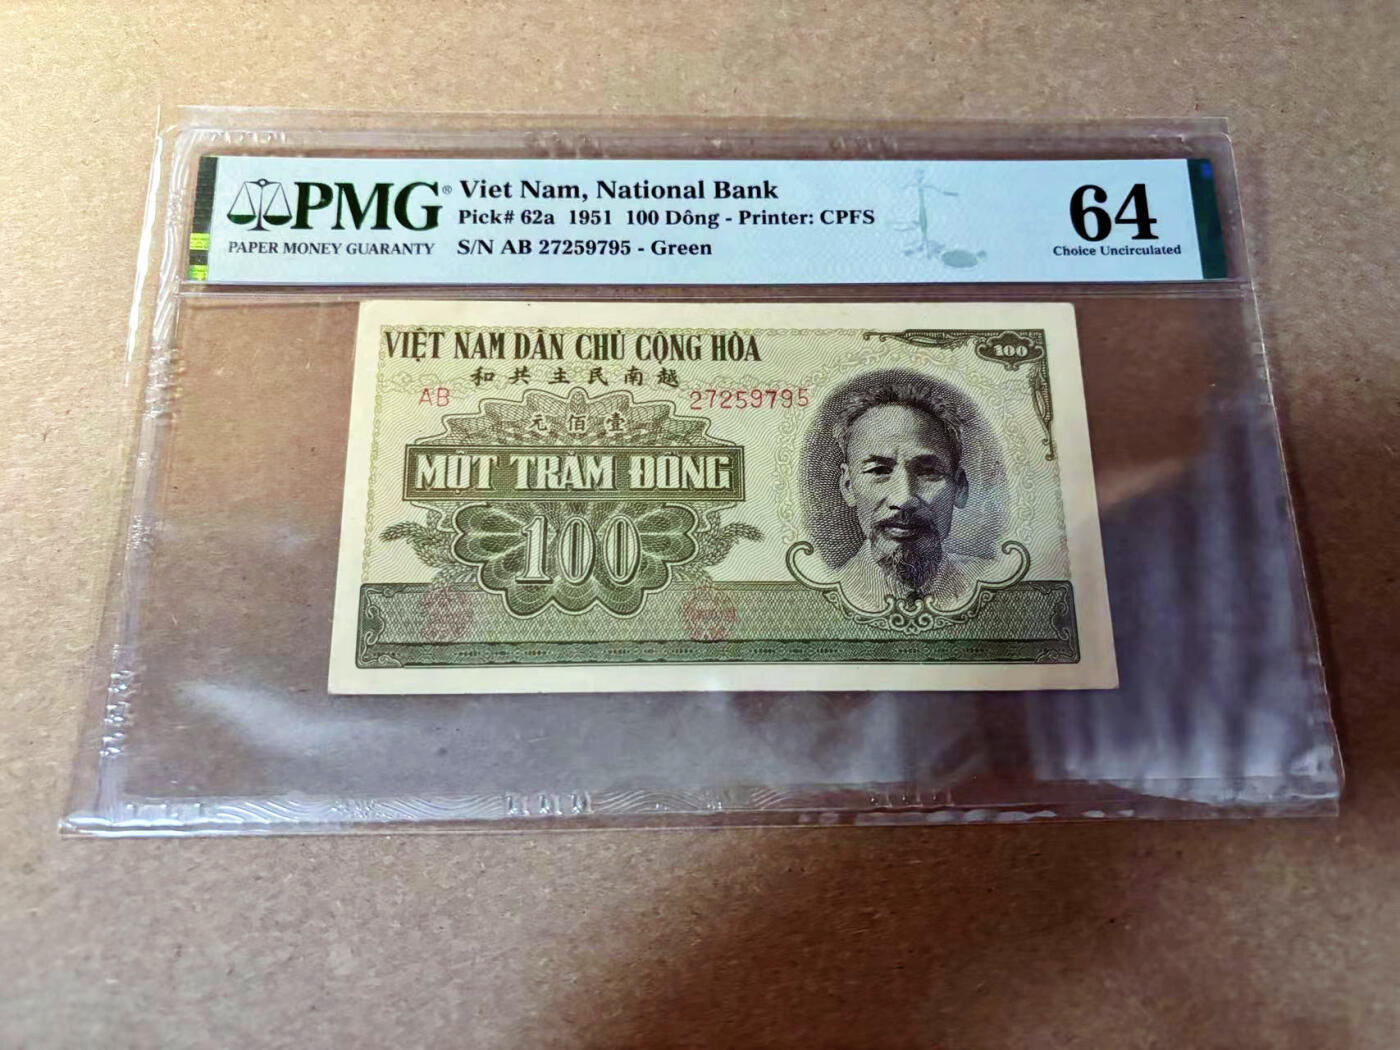 PMG®
PAPER MONEY GUARANTY
Viet Nam, National Bank
Pick# 62a 1951 100 Dông - Printer: CPFS
S/N AB 27259795 - Green
64
Choice Uncirculated
VIỆT NAM DÂN CHỦ CỘNG HÒA
和共主民南越
100
AB
27259795
元佰壹
MỘT TRĂM ĐỒNG
100